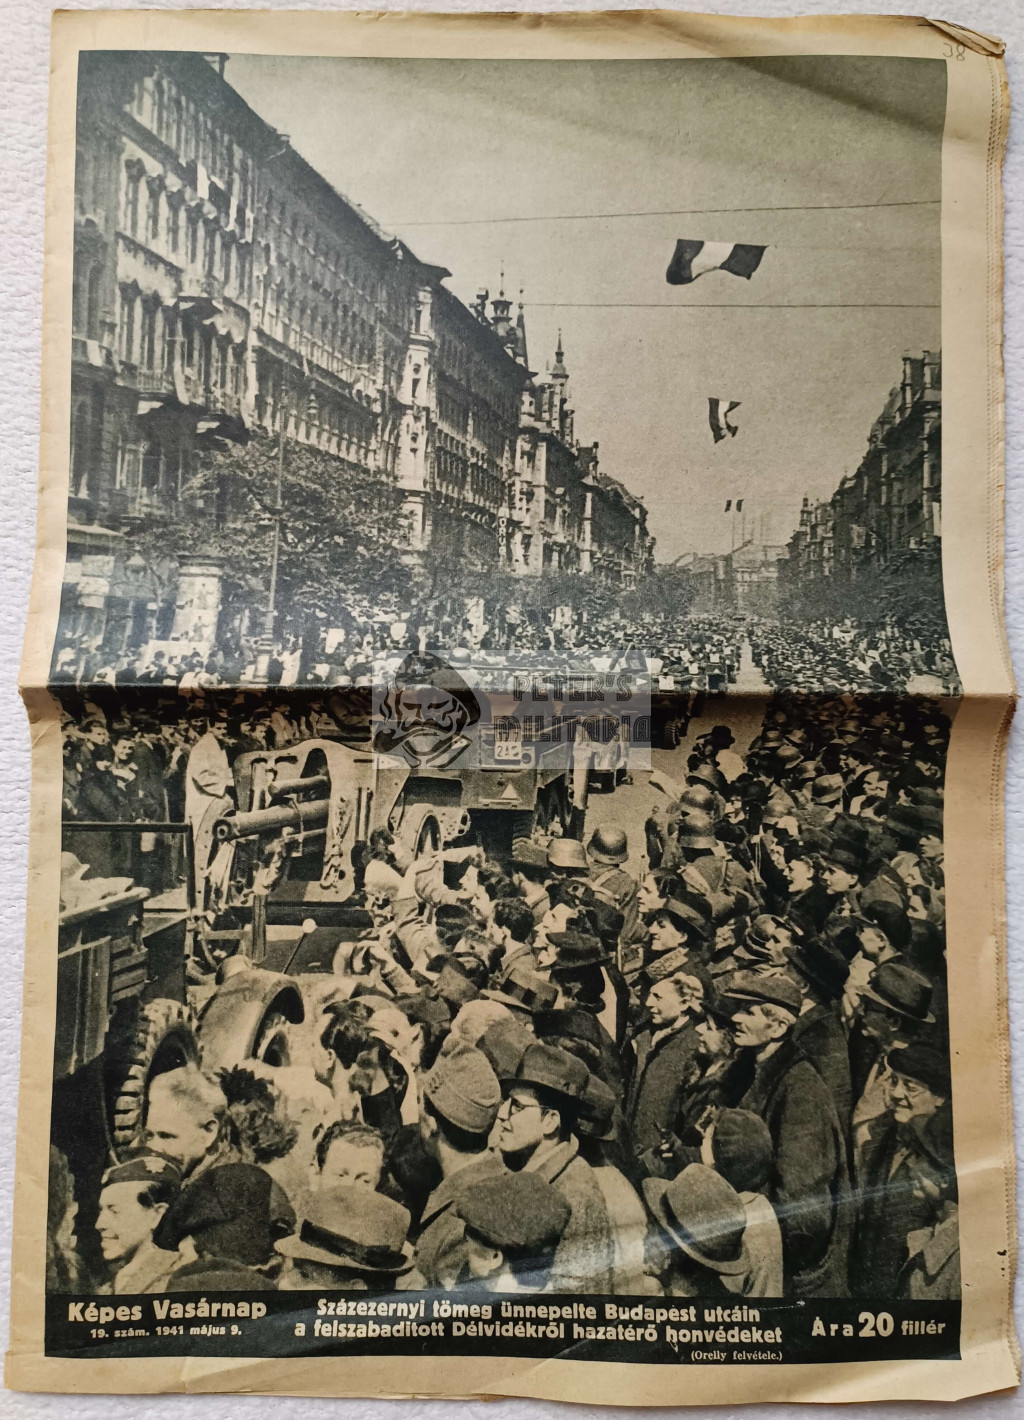 38
PETER'S
MILITARIA
Képes Vasárnap
19. szám. 1941 május 9.
Százezernyi tömeg ünnepelte Budapest utcáin
a felszabadított Délvidékről hazatérő honvédeket
(Orelly felvétele.)
Ára 20 fillér